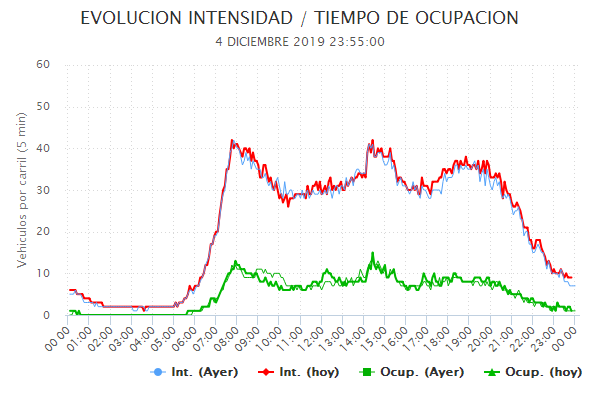 EVOLUCION INTENSIDAD / TIEMPO DE OCUPACION
4 DICIEMBRE 2019 23:55:00
Vehiculos por carril (5 min)
60
50
40
30
20
10
0
00:00 01:00 02:00 03:00 04:00 05:00 06:00 07:00 08:00 09:00 10:00 11:00 12:00 13:00 14:00 15:00 16:00 17:00 18:00 19:00 20:00 21:00 22:00 23:00 00:00
Int. (Ayer) Int. (hoy) Ocup. (Ayer) Ocup. (hoy)